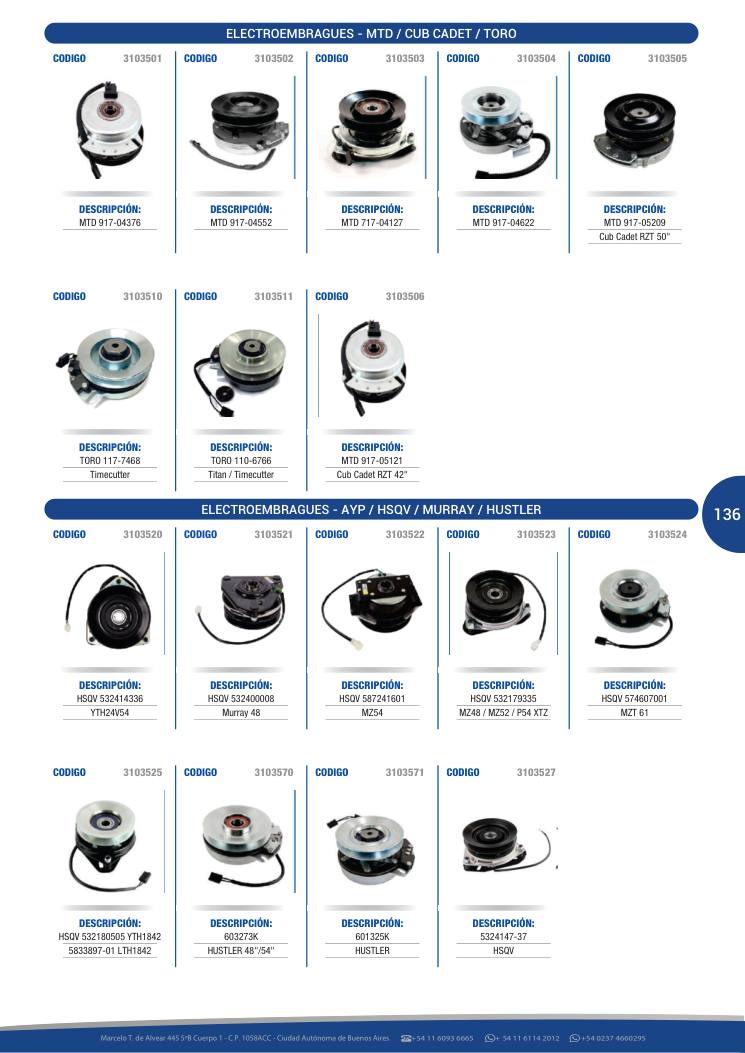 ELECTROEMBRAGUES - MTD / CUB CADET / TORO
CODIGO 3103501
DESCRIPCIÓN:
MTD 917-04376
CODIGO 3103502
DESCRIPCIÓN:
MTD 917-04552
CODIGO 3103503
DESCRIPCIÓN:
MTD 717-04127
CODIGO 3103504
DESCRIPCIÓN:
MTD 917-04622
CODIGO 3103505
DESCRIPCIÓN:
MTD 917-05209
Cub Cadet RZT 50"
CODIGO 3103510
DESCRIPCIÓN:
TORO 117-7468
Timecutter
CODIGO 3103511
DESCRIPCIÓN:
TORO 110-6766
Titan / Timecutter
CODIGO 3103506
DESCRIPCIÓN:
MTD 917-05121
Cub Cadet RZT 42"
ELECTROEMBRAGUES - AYP / HSQV / MURRAY / HUSTLER
136
CODIGO 3103520
DESCRIPCIÓN:
HSQV 532414336
YTH24V54
CODIGO 3103521
DESCRIPCIÓN:
HSQV 532400008
Murray 48
CODIGO 3103522
DESCRIPCIÓN:
HSQV 587241601
MZ54
CODIGO 3103523
DESCRIPCIÓN:
HSQV 532179335
MZ48 / MZ52 / P54 XTZ
CODIGO 3103524
DESCRIPCIÓN:
HSQV 574607001
MZT 61
CODIGO 3103525
DESCRIPCIÓN:
HSQV 532180505 YTH1842
5833897-01 LTH1842
CODIGO 3103570
DESCRIPCIÓN:
603273K
HUSTLER 48"/54"
CODIGO 3103571
DESCRIPCIÓN:
601325K
HUSTLER
CODIGO 3103527
DESCRIPCIÓN:
5324147-37
HSQV
Marcelo T. de Alvear 445 5ºB Cuerpo 1 - C.P. 1058ACC - Ciudad Autónoma de Buenos Aires +54 11 6093 6665 + 54 11 6114 2012 +54 0237 4660295